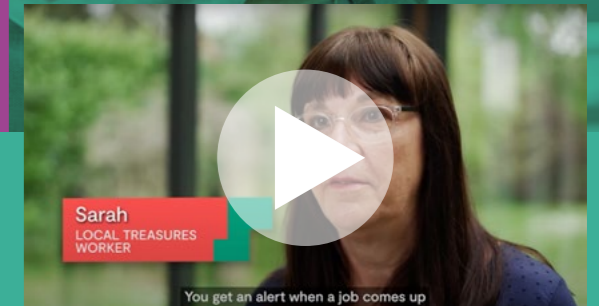 Sarah
LOCAL TREASURES
WORKER
You get an alert when a job comes up